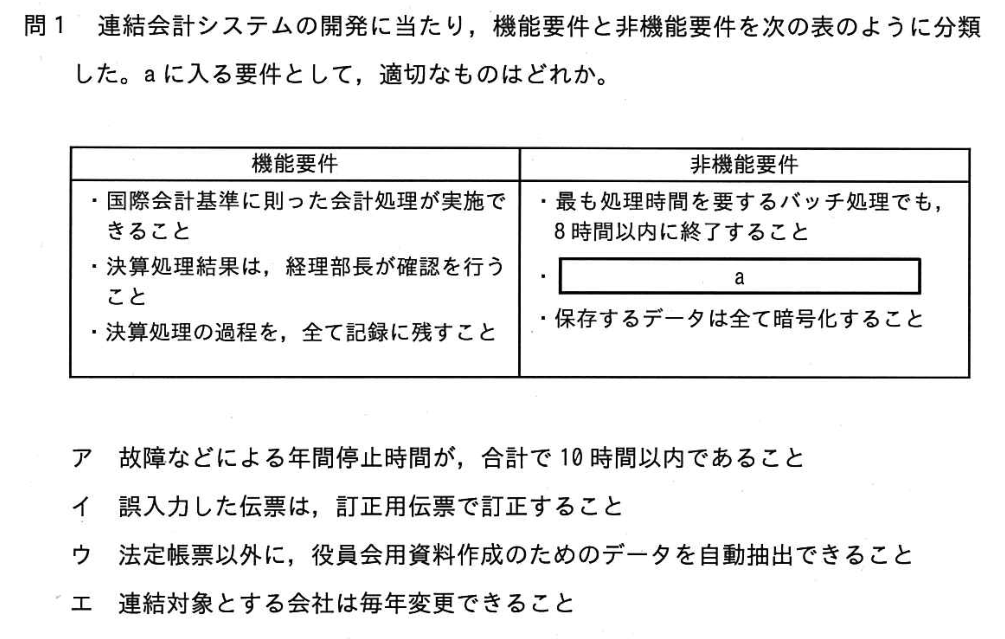 問1 連結会計システムの開発に当たり，機能要件と非機能要件を次の表のように分類
した。aに入る要件として，適切なものはどれか。
機能要件
・国際会計基準に則った会計処理が実施で
きること
・決算処理結果は，経理部長が確認を行う
こと
・決算処理の過程を，全て記録に残すこと
非機能要件
・最も処理時間を要するバッチ処理でも，
8時間以内に終了すること
・ a
・保存するデータは全て暗号化すること
ア 故障などによる年間停止時間が，合計で10時間以内であること
イ 誤入力した伝票は，訂正用伝票で訂正すること
ウ 法定帳票以外に，役員会用資料作成のためのデータを自動抽出できること
エ 連結対象とする会社は毎年変更できること